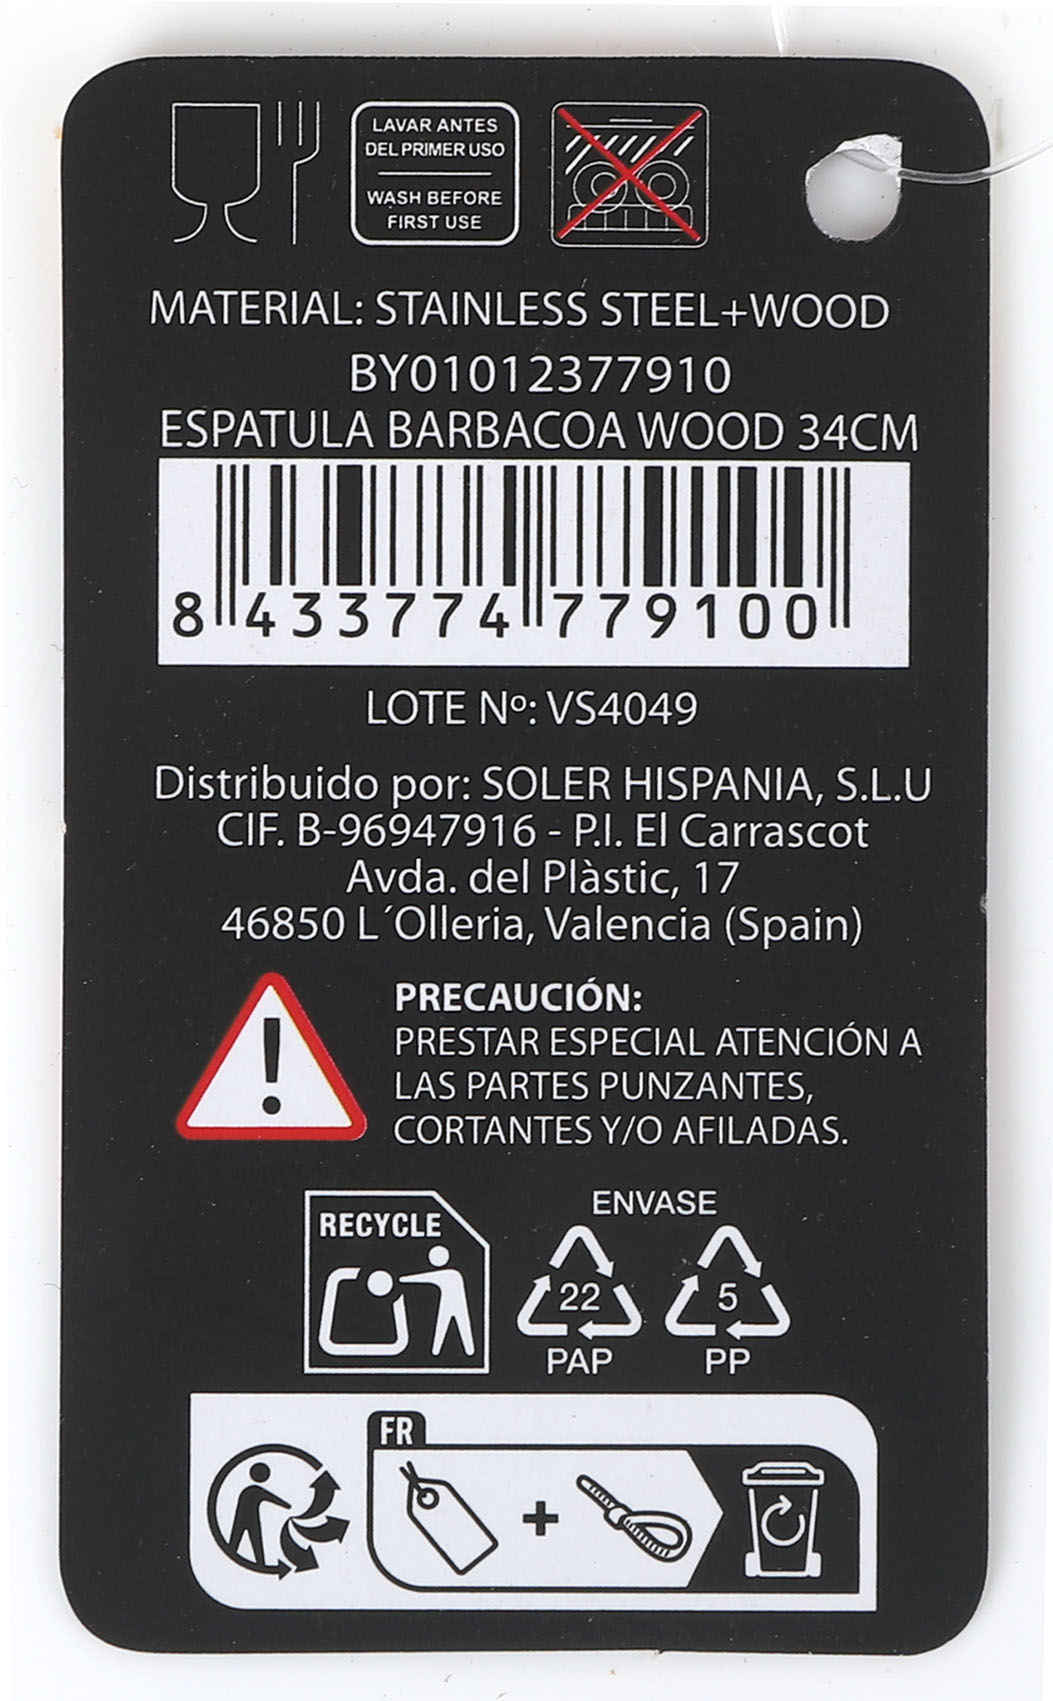 LAVAR ANTES
DEL PRIMER USO
WASH BEFORE
FIRST USE
MATERIAL: STAINLESS STEEL+WOOD
BY01012377910
ESPATULA BARBACOA WOOD 34CM
8 433774 779100
LOTE Nº: VS4049
Distribuido por: SOLER HISPANIA, S.L.U
CIF. B-96947916 - P.I. El Carrascot
Avda. del Plàstic, 17
46850 L´Olleria, Valencia (Spain)
PRECAUCIÓN:
PRESTAR ESPECIAL ATENCIÓN A
LAS PARTES PUNZANTES,
CORTANTES Y/O AFILADAS.
RECYCLE
ENVASE
22
5
PAP
PP
FR